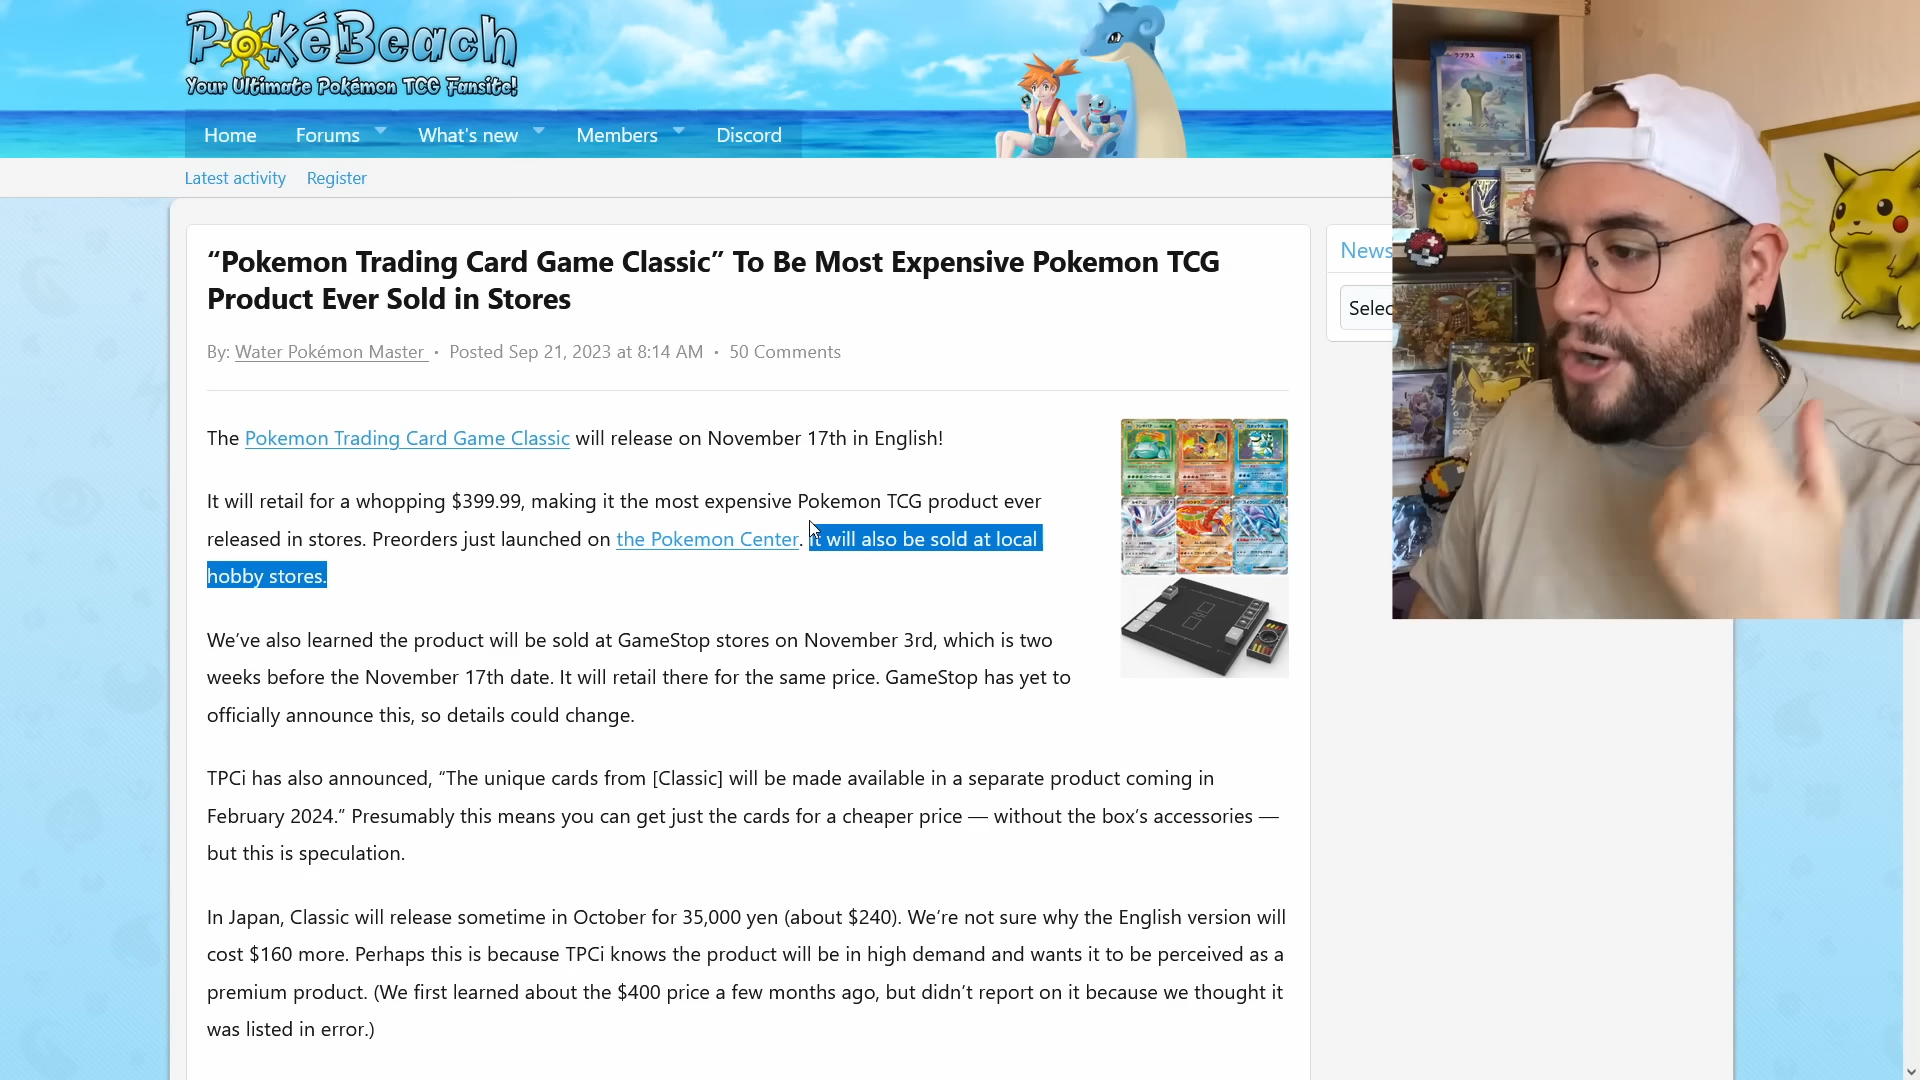 PokéBeach
Your Ultimate Pokémon TCG Fansite!
Home Forums What's new Members Discord
Latest activity Register
“Pokemon Trading Card Game Classic” To Be Most Expensive Pokemon TCG
Product Ever Sold in Stores
By: Water Pokémon Master · Posted Sep 21, 2023 at 8:14 AM · 50 Comments
The Pokemon Trading Card Game Classic will release on November 17th in English!
It will retail for a whopping $399.99, making it the most expensive Pokemon TCG product ever
released in stores. Preorders just launched on the Pokemon Center. It will also be sold at local
hobby stores.
We’ve also learned the product will be sold at GameStop stores on November 3rd, which is two
weeks before the November 17th date. It will retail there for the same price. GameStop has yet to
officially announce this, so details could change.
TPCi has also announced, “The unique cards from [Classic] will be made available in a separate product coming in
February 2024.” Presumably this means you can get just the cards for a cheaper price — without the box’s accessories —
but this is speculation.
In Japan, Classic will release sometime in October for 35,000 yen (about $240). We’re not sure why the English version will
cost $160 more. Perhaps this is because TPCi knows the product will be in high demand and wants it to be perceived as a
premium product. (We first learned about the $400 price a few months ago, but didn’t report on it because we thought it
was listed in error.)
News
Selec
ラプラス